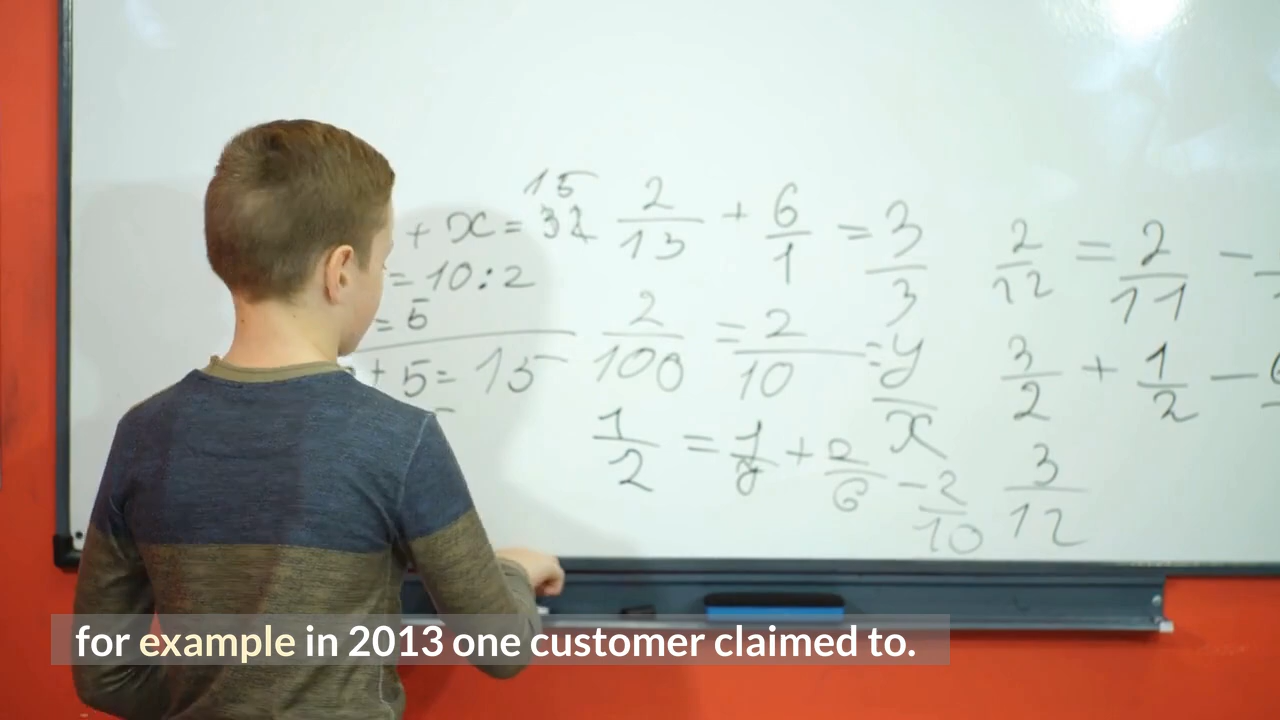 + x = 15
32
= 10:2
= 5
+ 5 = 15
2/13 + 6/1 = 3/3
2/100 = 2/10 = y/x
1/2 = + 2/6 - 2/10
2/12 = 2/11 -
3/2 + 1/2 -
3/12
for example in 2013 one customer claimed to.